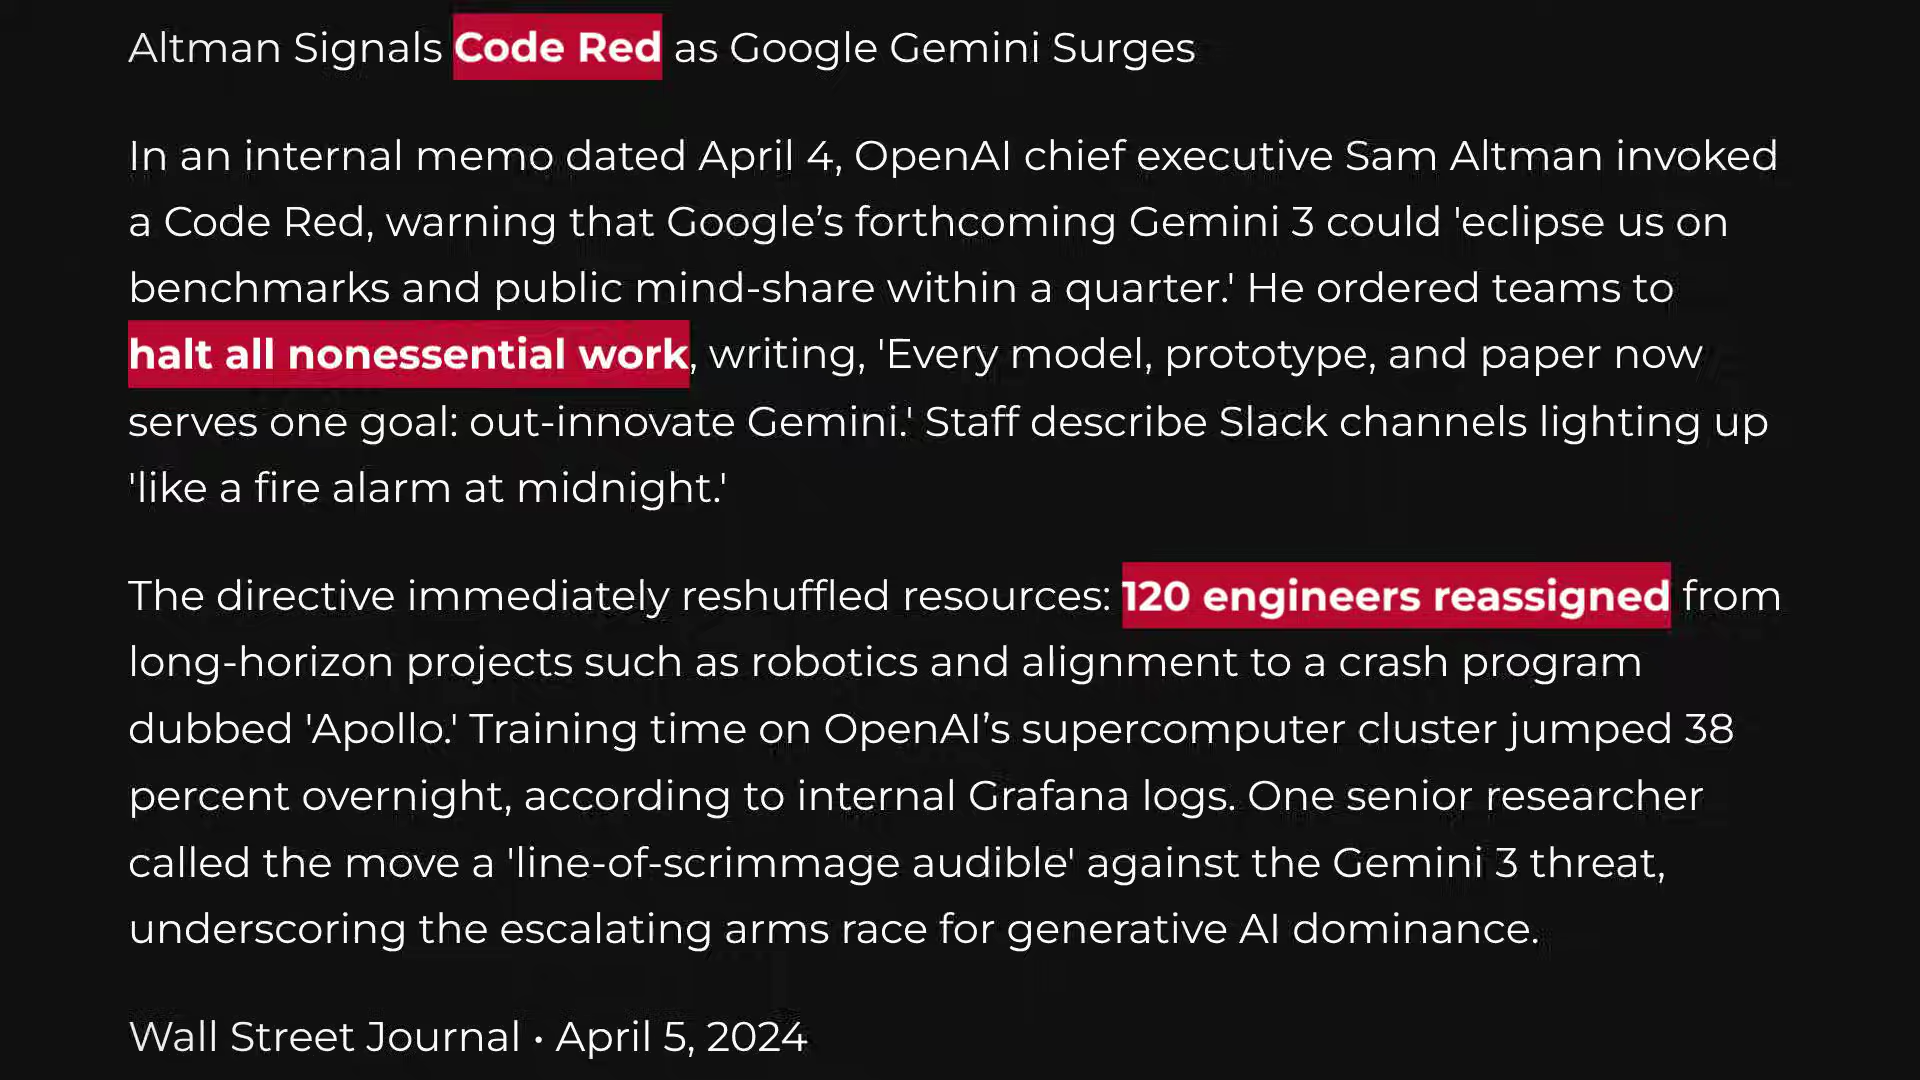 Altman Signals Code Red as Google Gemini Surges
In an internal memo dated April 4, OpenAI chief executive Sam Altman invoked
a Code Red, warning that Google’s forthcoming Gemini 3 could 'eclipse us on
benchmarks and public mind-share within a quarter.' He ordered teams to
halt all nonessential work, writing, 'Every model, prototype, and paper now
serves one goal: out-innovate Gemini.' Staff describe Slack channels lighting up
'like a fire alarm at midnight.'
The directive immediately reshuffled resources: 120 engineers reassigned from
long-horizon projects such as robotics and alignment to a crash program
dubbed 'Apollo.' Training time on OpenAI’s supercomputer cluster jumped 38
percent overnight, according to internal Grafana logs. One senior researcher
called the move a 'line-of-scrimmage audible' against the Gemini 3 threat,
underscoring the escalating arms race for generative AI dominance.
Wall Street Journal • April 5, 2024